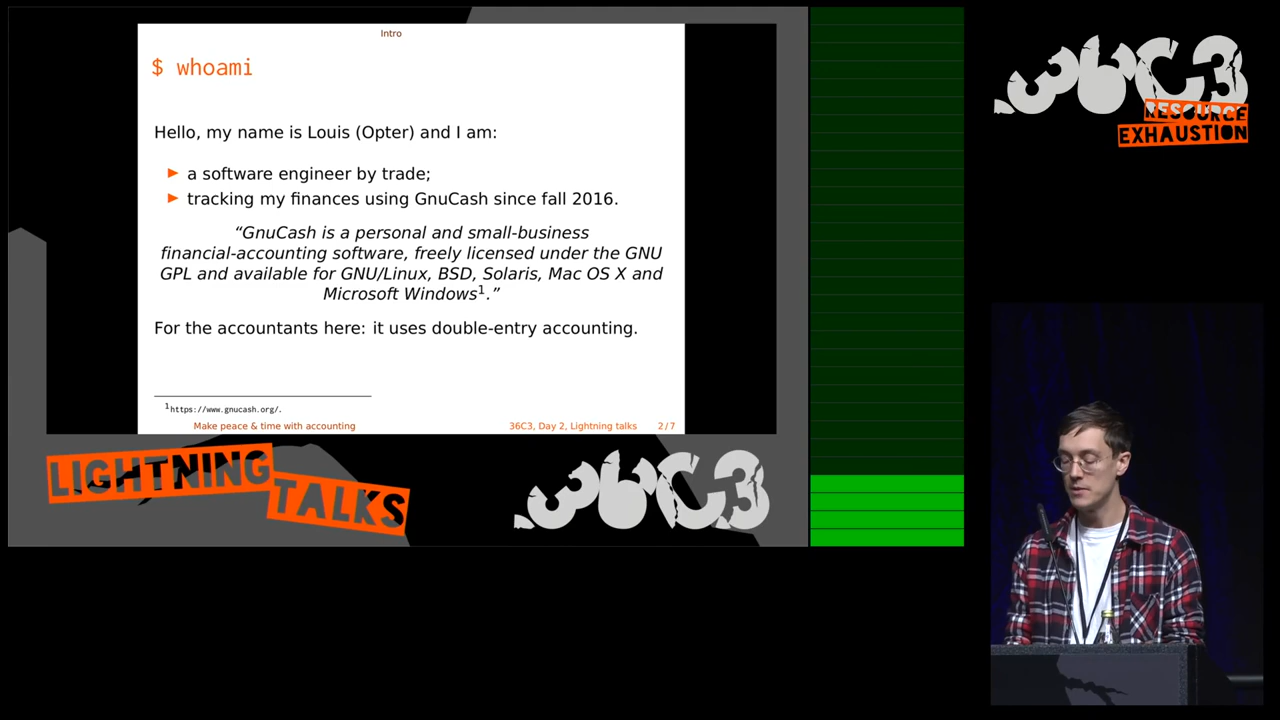 Intro
$ whoami
Hello, my name is Louis (Opter) and I am:
► a software engineer by trade;
► tracking my finances using GnuCash since fall 2016.
“GnuCash is a personal and small-business
financial-accounting software, freely licensed under the GNU
GPL and available for GNU/Linux, BSD, Solaris, Mac OS X and
Microsoft Windows¹.”
For the accountants here: it uses double-entry accounting.
¹https://www.gnucash.org/.
Make peace & time with accounting 36C3, Day 2, Lightning talks 2/7
LIGHTNING
TALKS
36C3
36C3
RESOURCE
EXHAUSTION